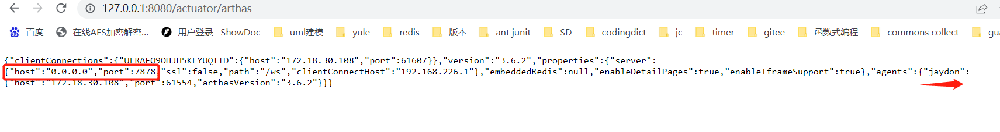 127.0.0.1:8080/actuator/arthas
百度 在线AES加密解密... 用户登录--ShowDoc uml建模 yule redis 版本 ant junit SD codingdict jc timer gitee 函数式编程 commons collect gua
{"clientConnections":{"ULRAFO9OHJH5KEYUQIID":{"host":"172.18.30.108","port":61607}},"version":"3.6.2","properties":{"server":
{"host":"0.0.0.0","port":7878,"ssl":false,"path":"/ws","clientConnectHost":"192.168.226.1"},"embeddedRedis":null,"enableDetailPages":true,"enableIframeSupport":true},"agents":{"jaydon":
{"host":"172.18.30.108","port":61554,"arthasVersion":"3.6.2"}}}